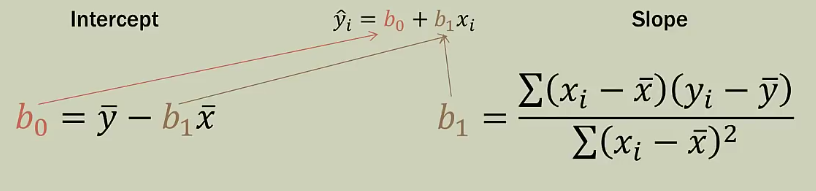 Intercept
ŷᵢ = b₀ + b₁xᵢ
Slope
b₀ = ȳ − b₁x̄
b₁ = ∑(xᵢ − x̄)(yᵢ − ȳ) / ∑(xᵢ − x̄)²